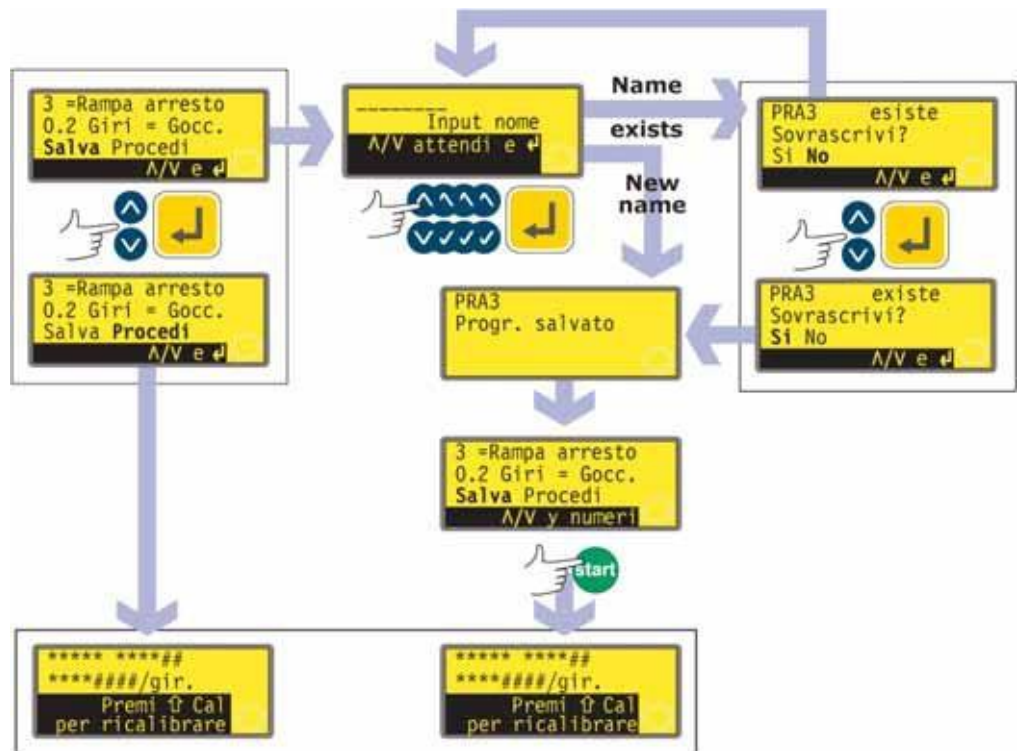 3 =Rampa arresto
0.2 Giri = Gocc.
Salva Procedi
Λ/V e ↵
3 =Rampa arresto
0.2 Giri = Gocc.
Salva Procedi
Λ/V e ↵
________
Input nome
Λ/V attendi e ↵
Name
exists
New
name
PRA3 esiste
Sovrascrivi?
Si No
Λ/V e ↵
PRA3 existe
Sovrascrivi?
Si No
Λ/V e ↵
PRA3
Progr. salvato
3 =Rampa arresto
0.2 Giri = Gocc.
Salva Procedi
Λ/V y numeri
start
***** ****##
****####/gir.
Premi ⇧ Cal
per ricalibrare
***** ****##
****####/gir.
Premi ⇧ Cal
per ricalibrare